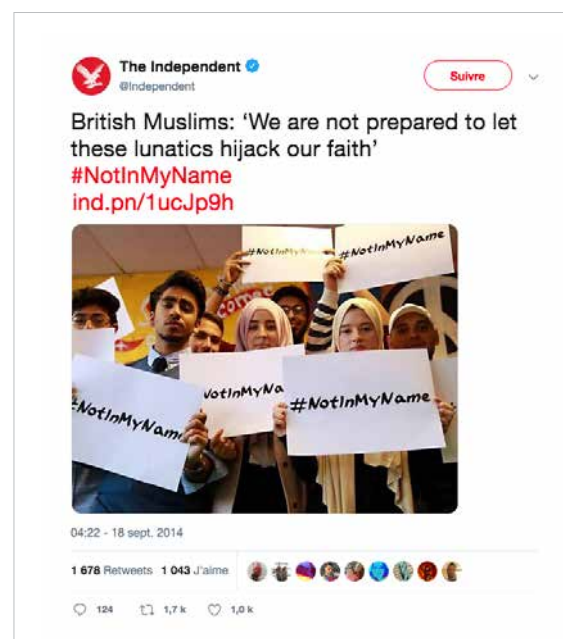 The Independent
@Independent
Suivre
British Muslims: ‘We are not prepared to let
these lunatics hijack our faith’
#NotInMyName
ind.pn/1ucJp9h
#NotInMyName
#NotInMyName
#NotInMyName
NotInMyNa
#NotInMyName
04:22 - 18 sept. 2014
1 678 Retweets 1 043 J'aime
124 1,7 k 1,0 k